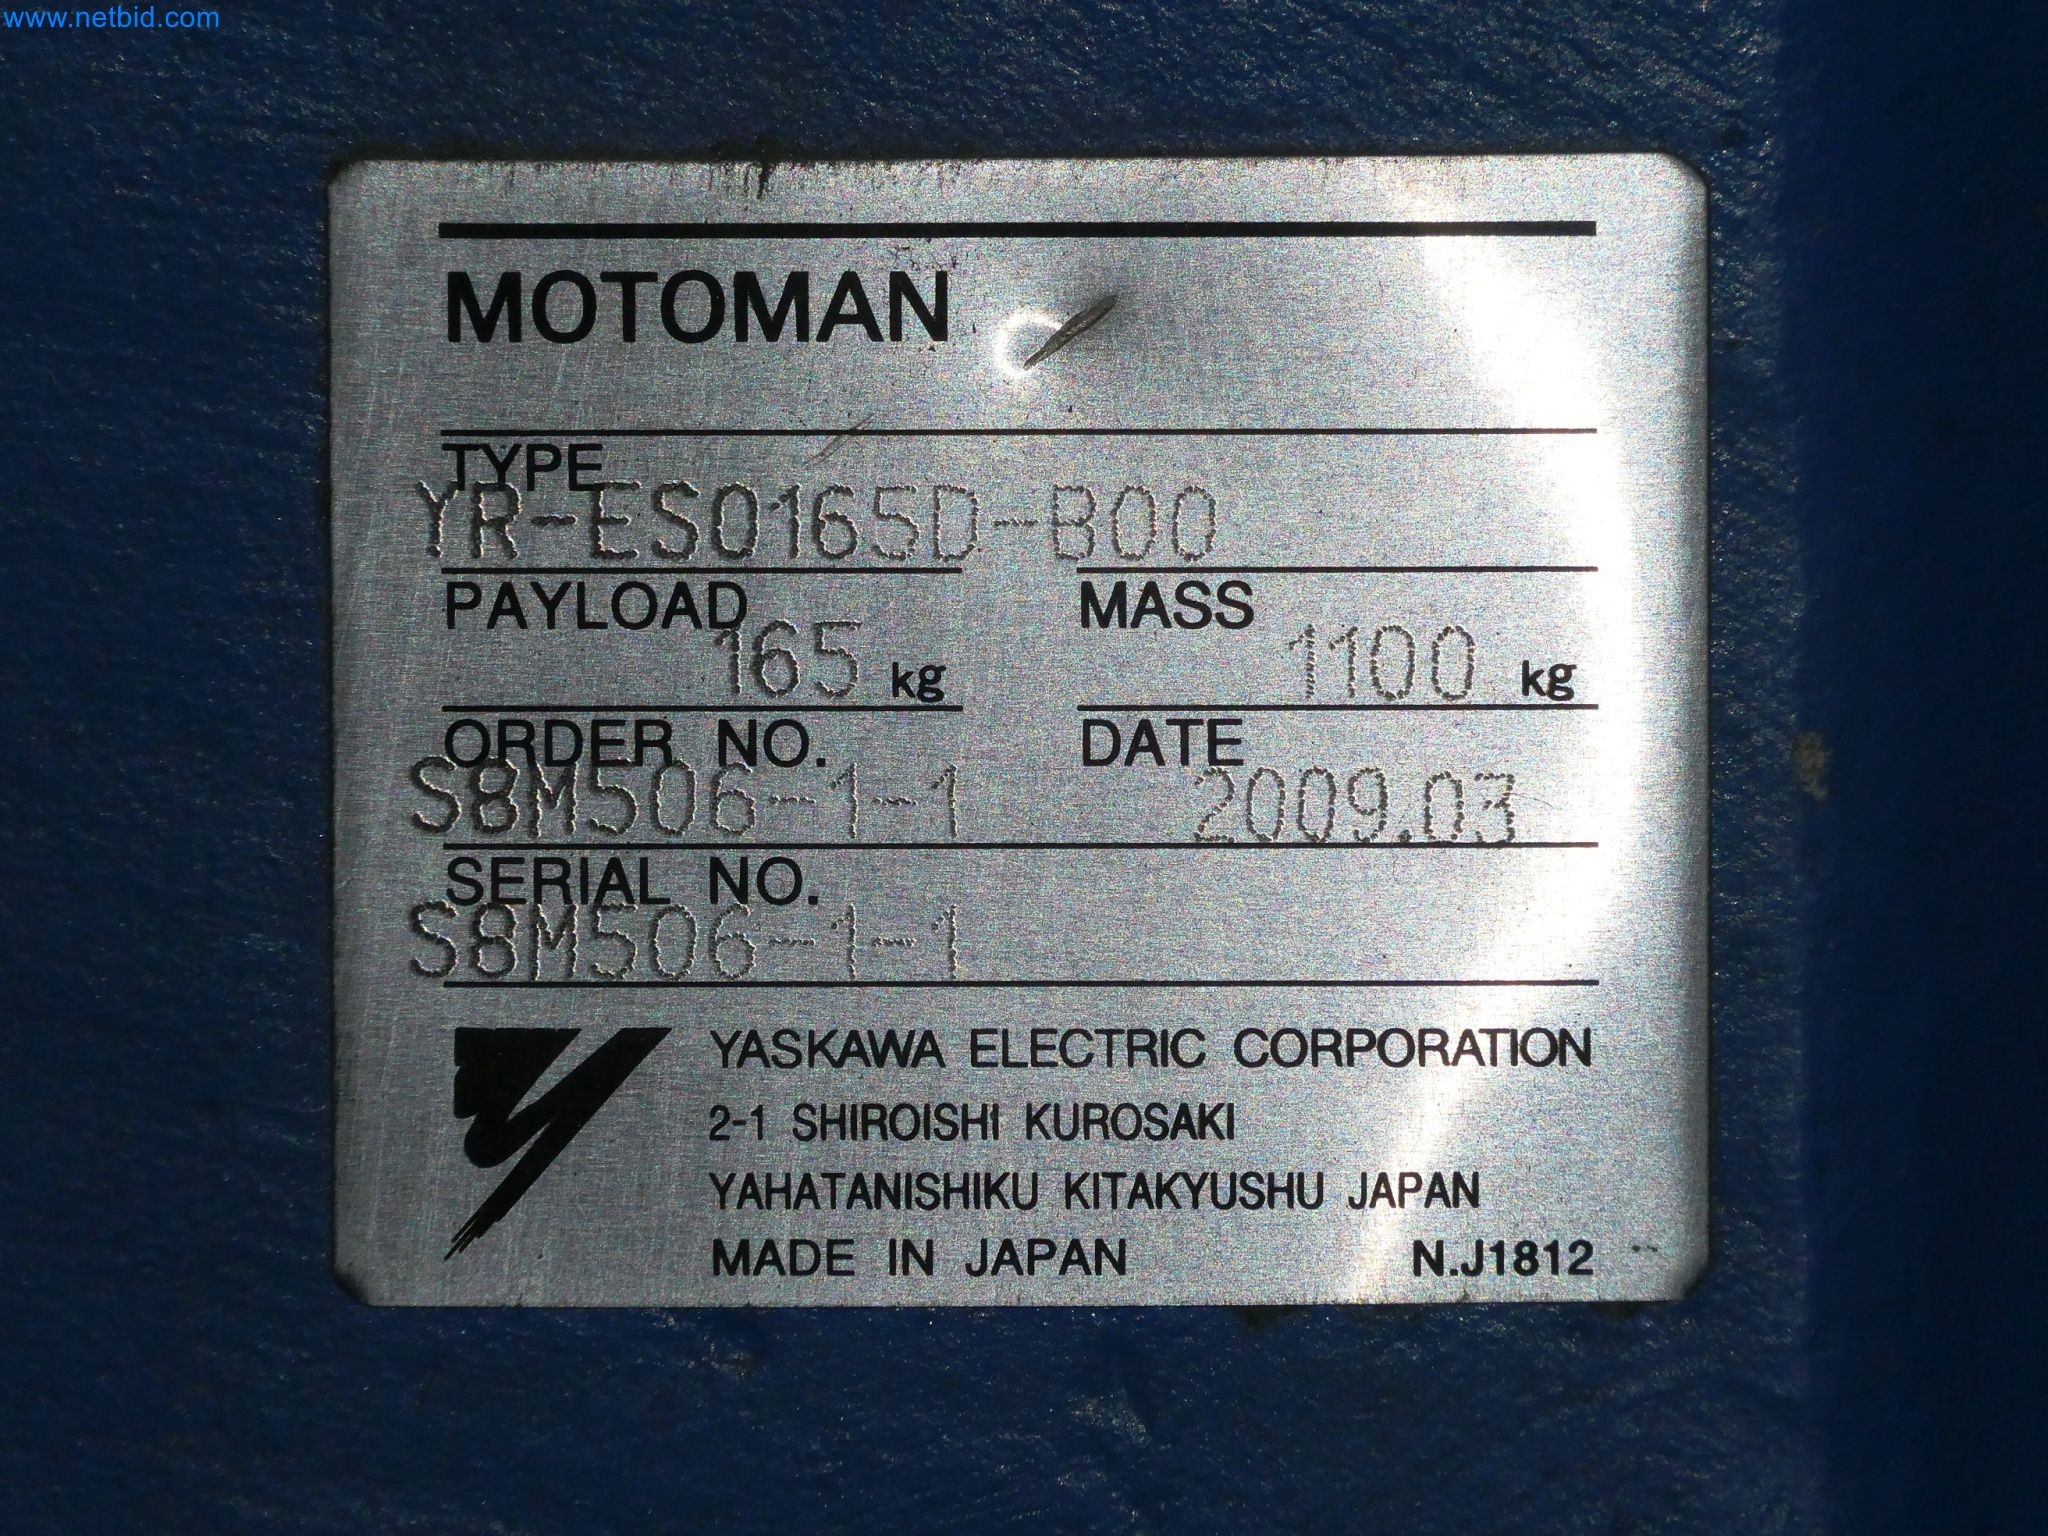 www.netbid.com
MOTOMAN
TYPE
YR-ES0165D-B00
PAYLOAD MASS
165 kg 1100 kg
ORDER NO. DATE
S8M506-1-1 2009.03
SERIAL NO.
S8M506-1-1
YASKAWA ELECTRIC CORPORATION
2-1 SHIROISHI KUROSAKI
YAHATANISHIKU KITAKYUSHU JAPAN
MADE IN JAPAN N.J1812